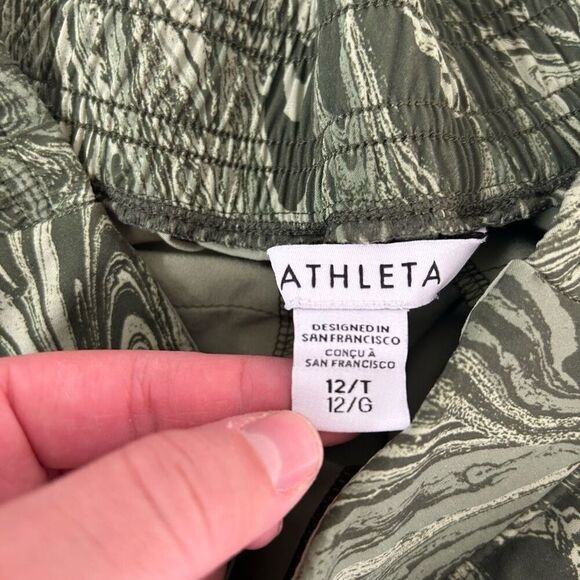 ATHLETA
DESIGNED IN
SAN FRANCISCO
CONÇU À
SAN FRANCISCO
12/T
12/G